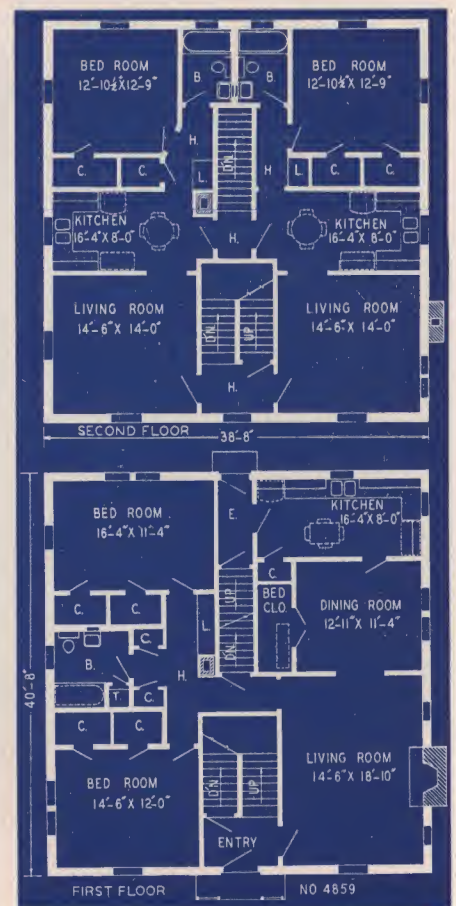 BED ROOM
12'-10½"X12'-9"
B.
B.
BED ROOM
12'-10½"X12'-9"
C.
C.
H.
L.
DN.
H.
L.
C.
C.
KITCHEN
16'-4"X8'-0"
H.
KITCHEN
16'-4"X8'-0"
LIVING ROOM
14'-6"X 14'-0"
DN.
UP
LIVING ROOM
14'-6"X 14'-0"
H.
SECOND FLOOR
38'-8"
BED ROOM
16'-4"X 11'-4"
E.
KITCHEN
16'-4"X8'-0"
C.
C.
C.
L.
UP
DN.
C.
BED
CLO.
DINING ROOM
12'-11"X 11'-4"
B.
H.
T.
C.
40'-8"
C.
C.
BED ROOM
14'-6"X 12'-0"
DN.
UP
LIVING ROOM
14'-6"X 18'-10"
ENTRY
FIRST FLOOR
NO 4859